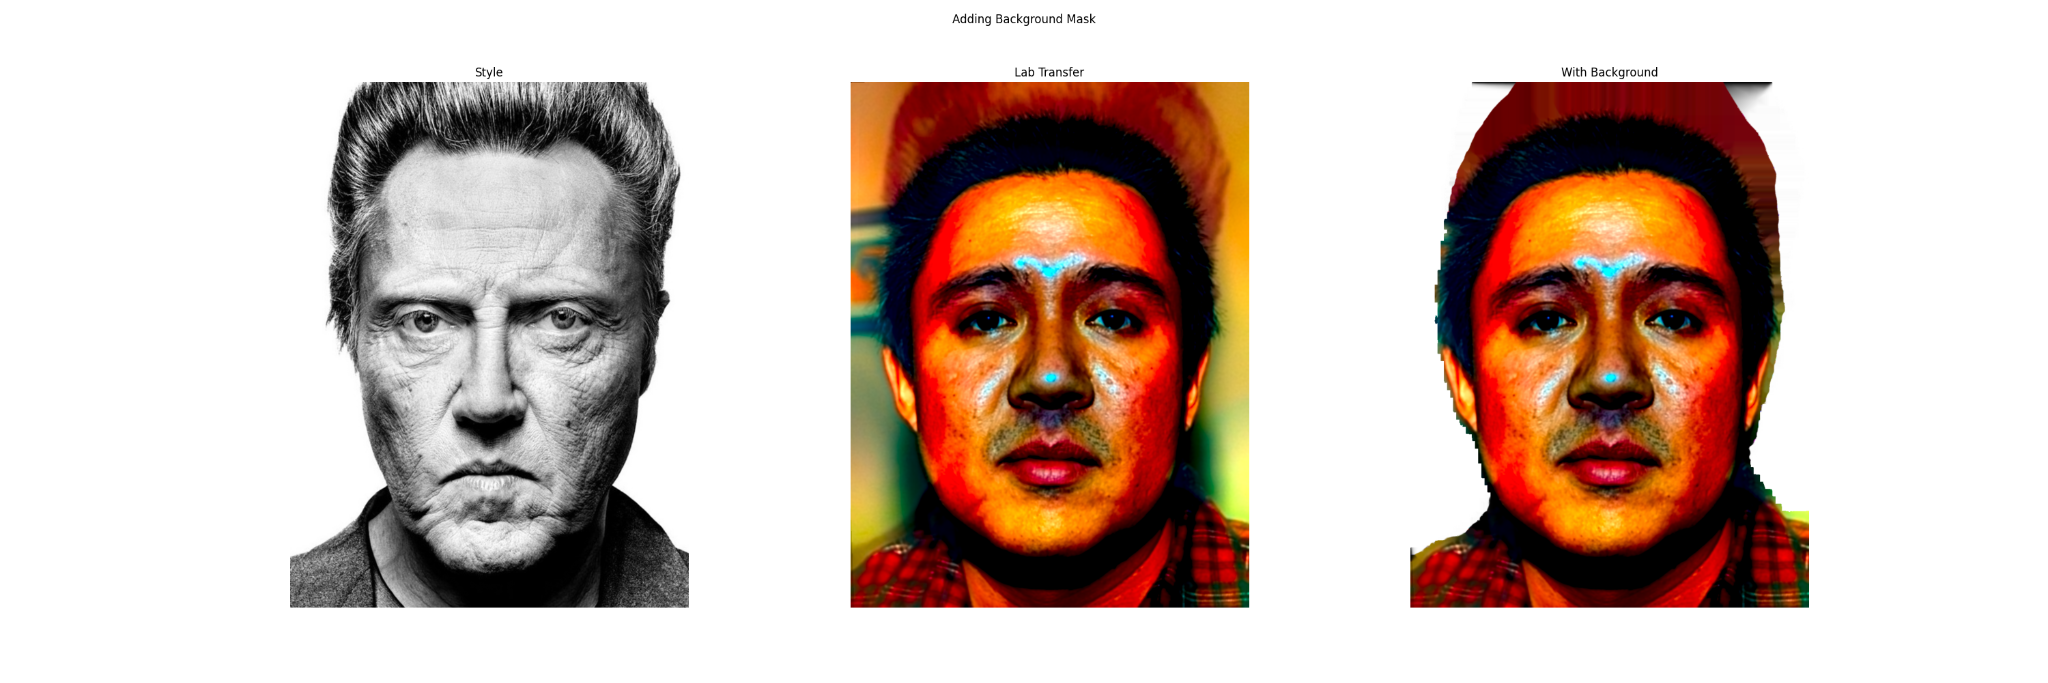 Adding Background Mask
Style
Lab Transfer
With Background